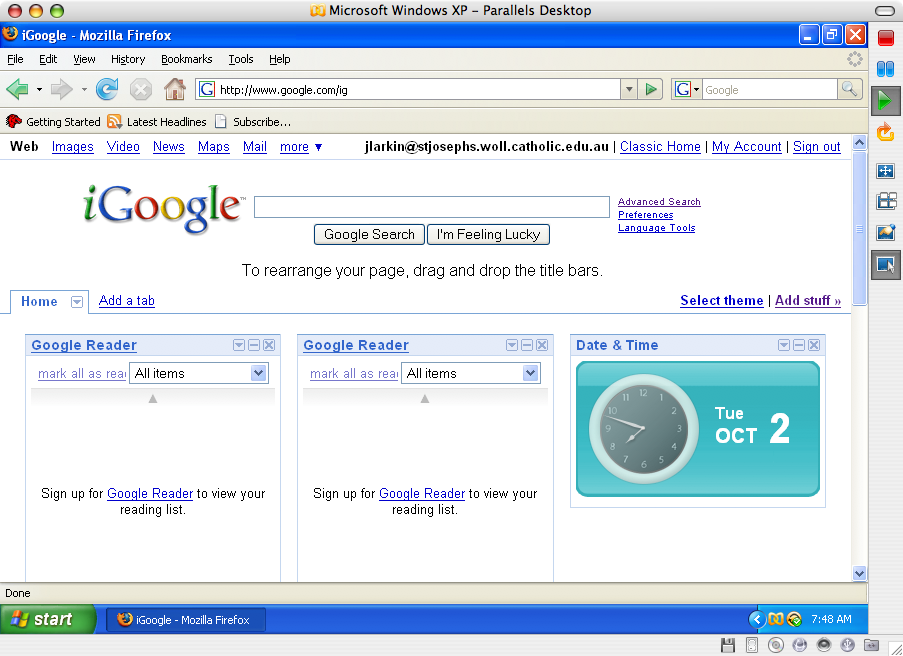 Microsoft Windows XP – Parallels Desktop
iGoogle - Mozilla Firefox
File Edit View History Bookmarks Tools Help
G http://www.google.com/ig G Google
Getting Started Latest Headlines Subscribe...
Web Images Video News Maps Mail more ▼ jlarkin@stjosephs.woll.catholic.edu.au | Classic Home | My Account | Sign out
iGoogle™
Advanced Search
Preferences
Language Tools
Google Search I'm Feeling Lucky
To rearrange your page, drag and drop the title bars.
Home Add a tab Select theme | Add stuff »
Google Reader Google Reader Date & Time
mark all as rea All items mark all as rea All items
12 1 2 3 4 5 6 7 8 9 10 11
Tue
OCT 2
Sign up for Google Reader to view your Sign up for Google Reader to view your
reading list. reading list.
Done
start iGoogle - Mozilla Firefox 7:48 AM